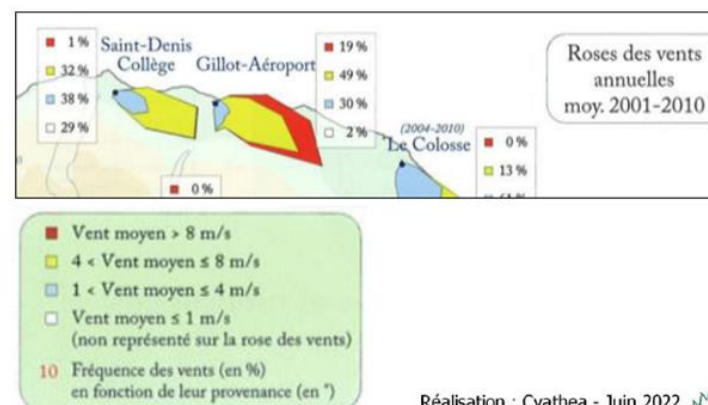 1 %
32 %
38 %
29 %
Saint-Denis
Collège
Gillot-Aéroport
19 %
49 %
30 %
2 %
Roses des vents
annuelles
moy. 2001-2010
(2004-2010)
Le Colosse
0 %
13 %
0 %
Vent moyen > 8 m/s
4 < Vent moyen ≤ 8 m/s
1 < Vent moyen ≤ 4 m/s
Vent moyen ≤ 1 m/s
(non représenté sur la rose des vents)
10 Fréquence des vents (en %)
en fonction de leur provenance (en °)
Réalisation : Cyathea - Juin 2022